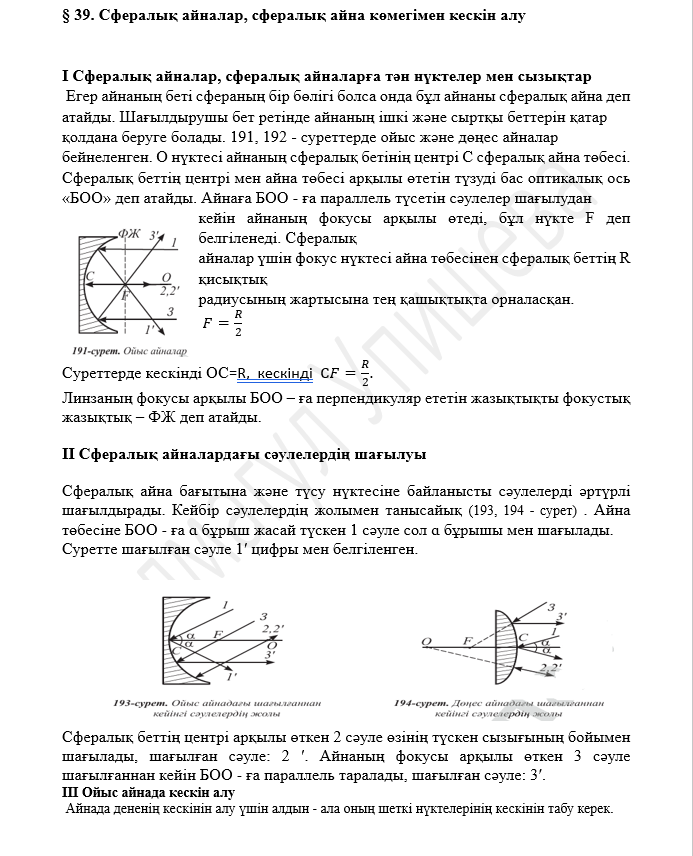 § 39. Сфералық айналар, сфералық айна көмегімен кескін алу
I Сфералық айналар, сфералық айналарға тән нүктелер мен сызықтар
Егер айнаның беті сфераның бір бөлігі болса онда бұл айнаны сфералық айна деп
атайды. Шағылдырушы бет ретінде айнаның ішкі және сыртқы беттерін қатар
қолдана беруге болады. 191, 192 - суреттерде ойыс және дөңес айналар
бейнеленген. О нүктесі айнаның сфералық бетінің центрі С сфералық айна төбесі.
Сфералық беттің центрі мен айна төбесі арқылы өтетін түзуді бас оптикалық ось
«БОО» деп атайды. Айнаға БОО - ға параллель түсетін сәулелер шағылудан
кейін айнаның фокусы арқылы өтеді, бұл нүкте F деп
белгіленеді. Сфералық
айналар үшін фокус нүктесі айна төбесінен сфералық беттің R
қисықтық
радиусының жартысына тең қашықтықта орналасқан.
F = R/2
ФЖ 3′ 1
C O
F 2,2′
3
1′
191-сурет. Ойыс айналар
Суреттерде кескінді ОС=R, кескінді CF = R/2.
Линзаның фокусы арқылы БОО – ға перпендикуляр өтетін жазықтықты фокустық
жазықтық – ФЖ деп атайды.
II Сфералық айналардағы сәулелердің шағылуы
Сфералық айна бағытына және түсу нүктесіне байланысты сәулелерді әртүрлі
шағылдырады. Кейбір сәулелердің жолымен танысайық (193, 194 - сурет) . Айна
төбесіне БОО - ға α бұрыш жасай түскен 1 сәуле сол α бұрышы мен шағылады.
Суретте шағылған сәуле 1′ цифры мен белгіленген.
1 3
α F 2,2′
α O
C 3′
1′
193-сурет. Ойыс айнадағы шағылғаннан
кейінгі сәулелердің жолы
3 3′
O F C 1
α
α
2,2′
194-сурет. Дөңес айнадағы шағылғаннан
кейінгі сәулелердің жолы
Сфералық беттің центрі арқылы өткен 2 сәуле өзінің түскен сызығының бойымен
шағылады, шағылған сәуле: 2 ′. Айнаның фокусы арқылы өткен 3 сәуле
шағылғаннан кейін БОО - ға параллель таралады, шағылған сәуле: 3′.
III Ойыс айнада кескін алу
Айнада дененің кескінін алу үшін алдын - ала оның шеткі нүктелерінің кескінін табу керек.